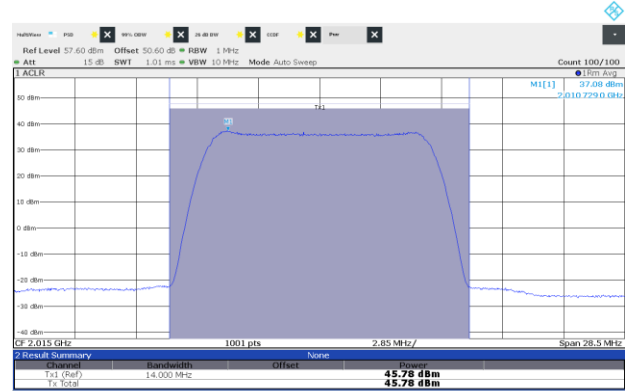 MultiView PSD 99% OBW 26 dB BW CCDF Pwr
Ref Level 57.60 dBm Offset 50.60 dB RBW 1 MHz
Att 15 dB SWT 1.01 ms VBW 10 MHz Mode Auto Sweep Count 100/100
1 ACLR 1Rm Avg
M1[1] 37.08 dBm
2.0107290 GHz
50 dBm
Tx1
40 dBm
M1
30 dBm
20 dBm
10 dBm
0 dBm
-10 dBm
-20 dBm
-30 dBm
-40 dBm
CF 2.015 GHz 1001 pts 2.85 MHz/ Span 28.5 MHz
2 Result Summary None
Channel Bandwidth Offset Power
Tx1 (Ref) 14.000 MHz 45.78 dBm
Tx Total 45.78 dBm